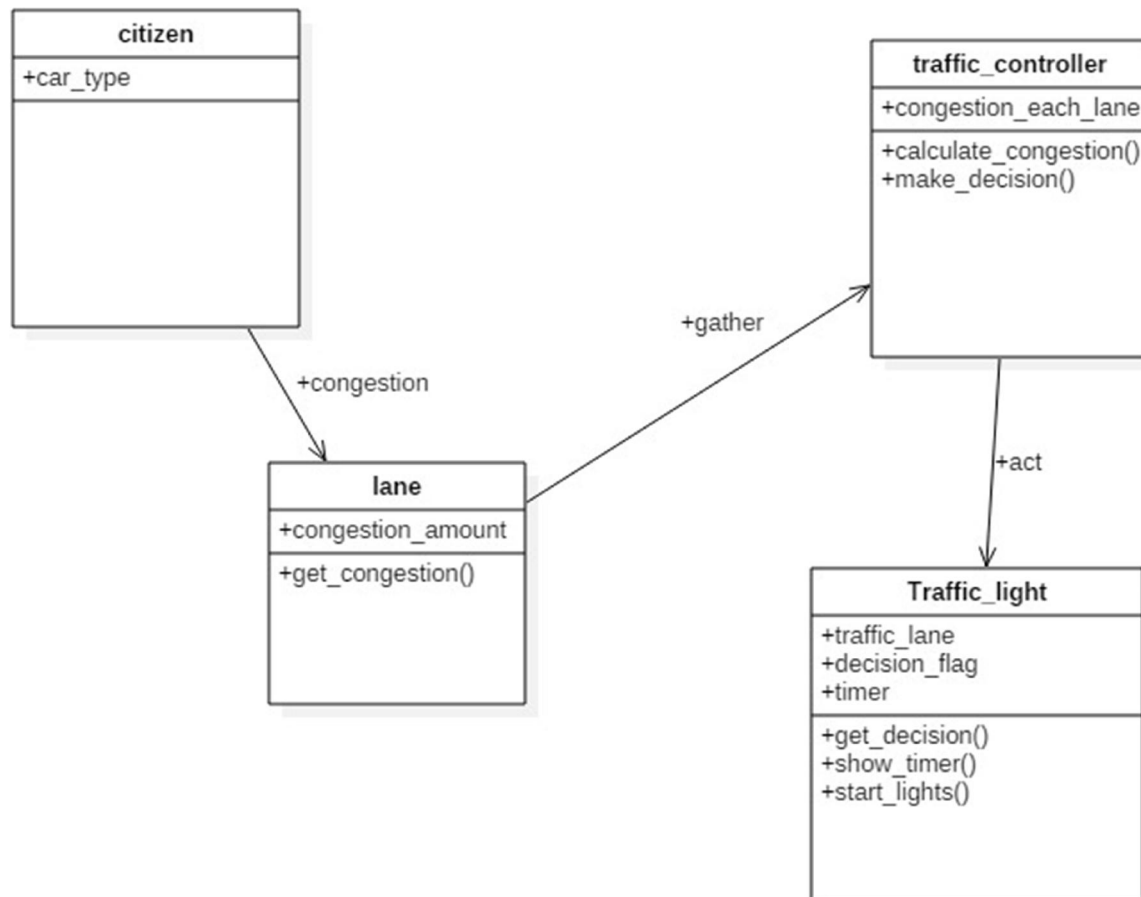 citizen
+car_type
traffic_controller
+congestion_each_lane
+calculate_congestion()
+make_decision()
+gather
+congestion
lane
+congestion_amount
+get_congestion()
+act
Traffic_light
+traffic_lane
+decision_flag
+timer
+get_decision()
+show_timer()
+start_lights()